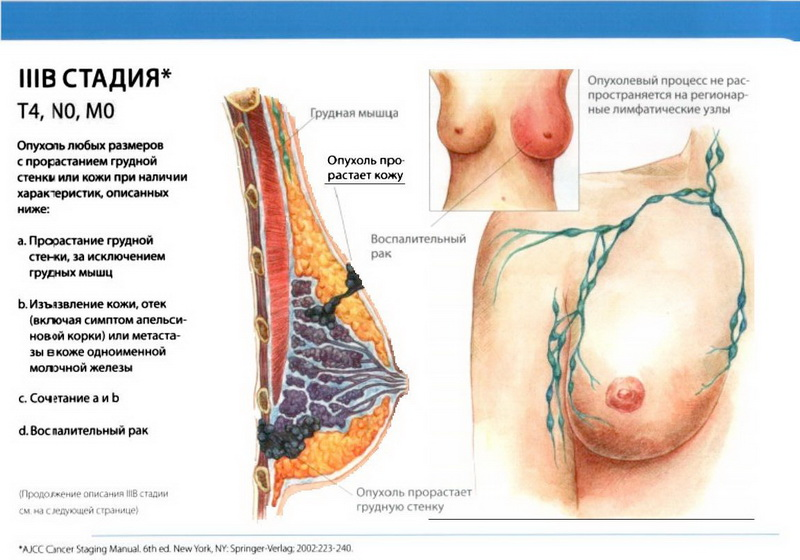 IIIB СТАДИЯ*
T4, N0, M0
Опухоль любых размеров
с прорастанием грудной
стенки или кожи при наличии
характеристик, описанных
ниже:
a. Прорастание грудной
стенки, за исключением
грудных мышц
b. Изъязвление кожи, отек
(включая симптом апельси-
новой корки) или метаста-
зы в коже одноименной
молочной железы
c. Сочетание a и b
d. Воспалительный рак
(Продолжение описания IIIB стадии
см. на следующей странице)
Грудная мышца
Опухоль про-
растает кожу
Воспалительный
рак
Опухоль прорастает
грудную стенку
Опухолевый процесс не рас-
пространяется на регионар-
ные лимфатические узлы
*AJCC Cancer Staging Manual. 6th ed. New York, NY: Springer-Verlag; 2002:223-240.